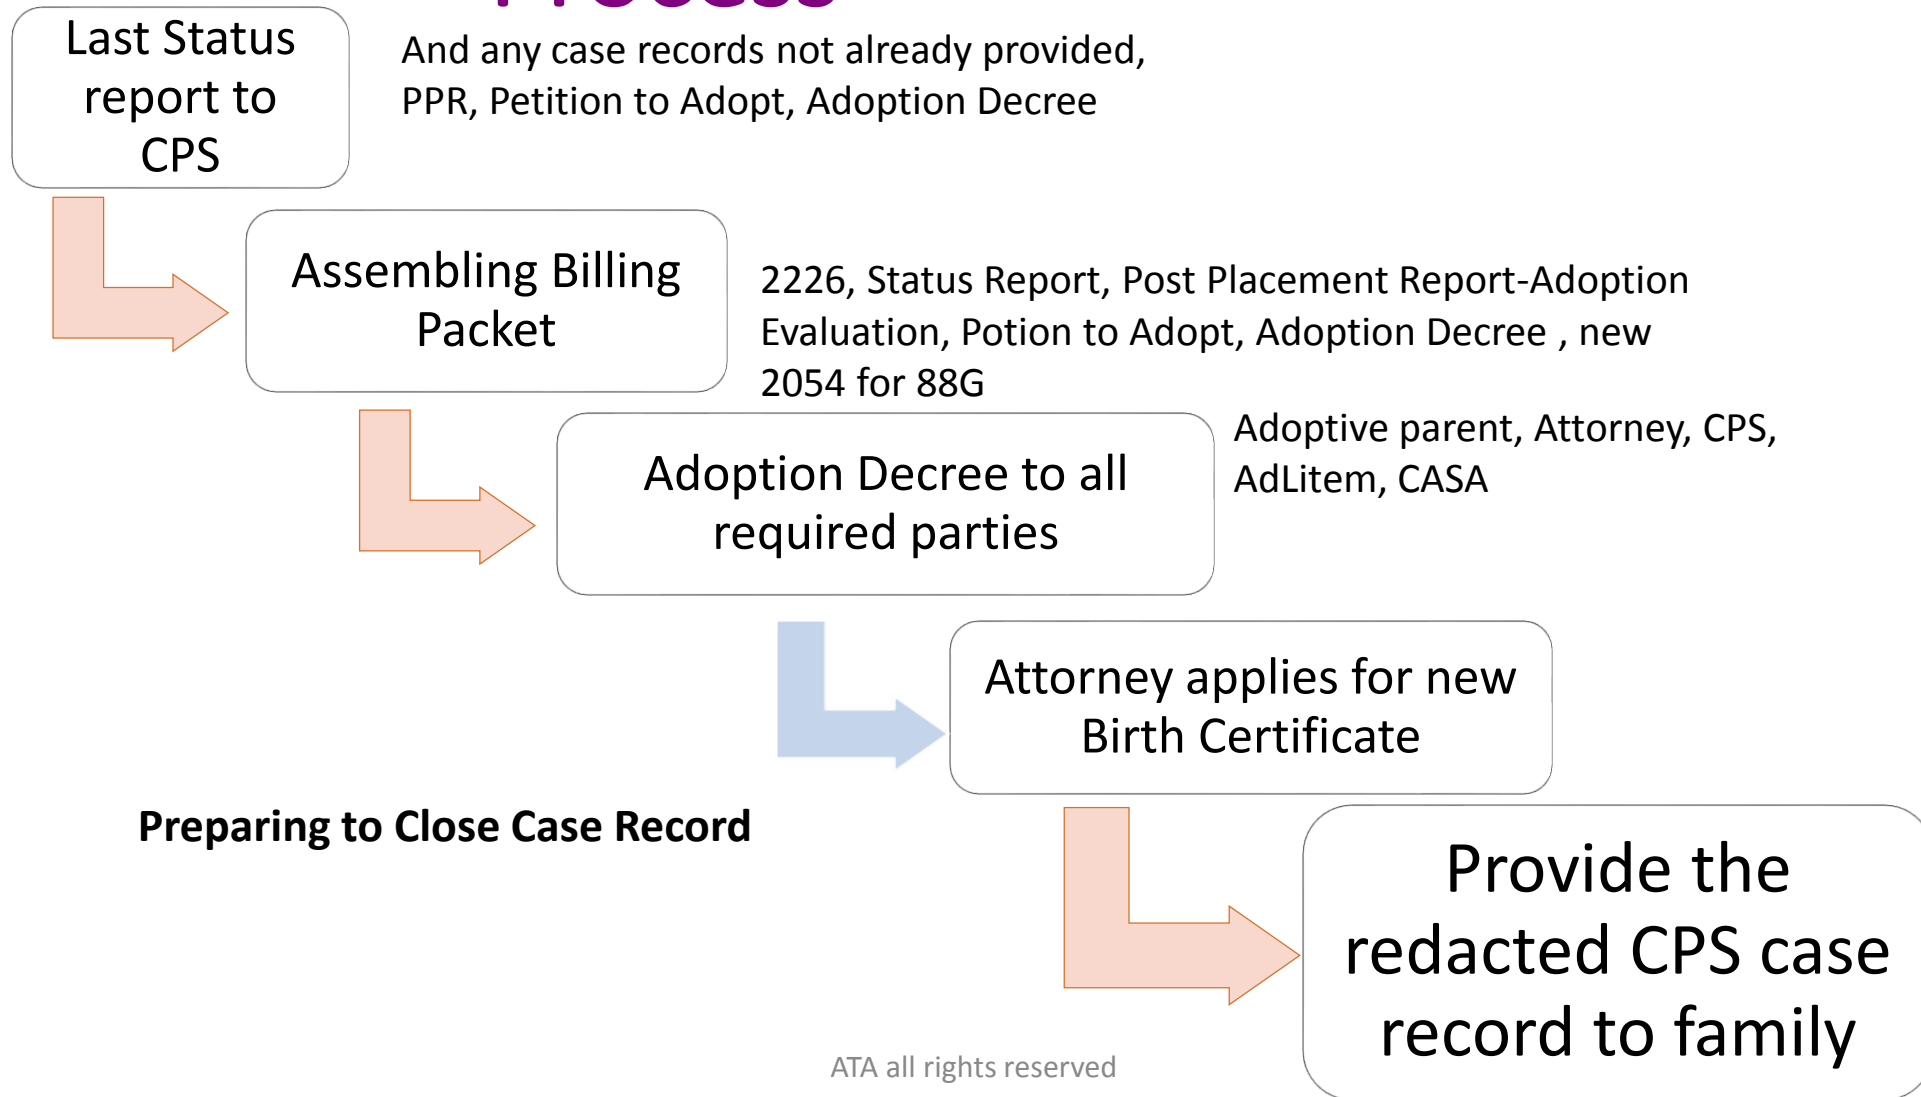 Process
Last Status
report to
CPS
And any case records not already provided,
PPR, Petition to Adopt, Adoption Decree
Assembling Billing
Packet
2226, Status Report, Post Placement Report-Adoption
Evaluation, Potion to Adopt, Adoption Decree , new
2054 for 88G
Adoption Decree to all
required parties
Adoptive parent, Attorney, CPS,
AdLitem, CASA
Attorney applies for new
Birth Certificate
Preparing to Close Case Record
Provide the
redacted CPS case
record to family
ATA all rights reserved